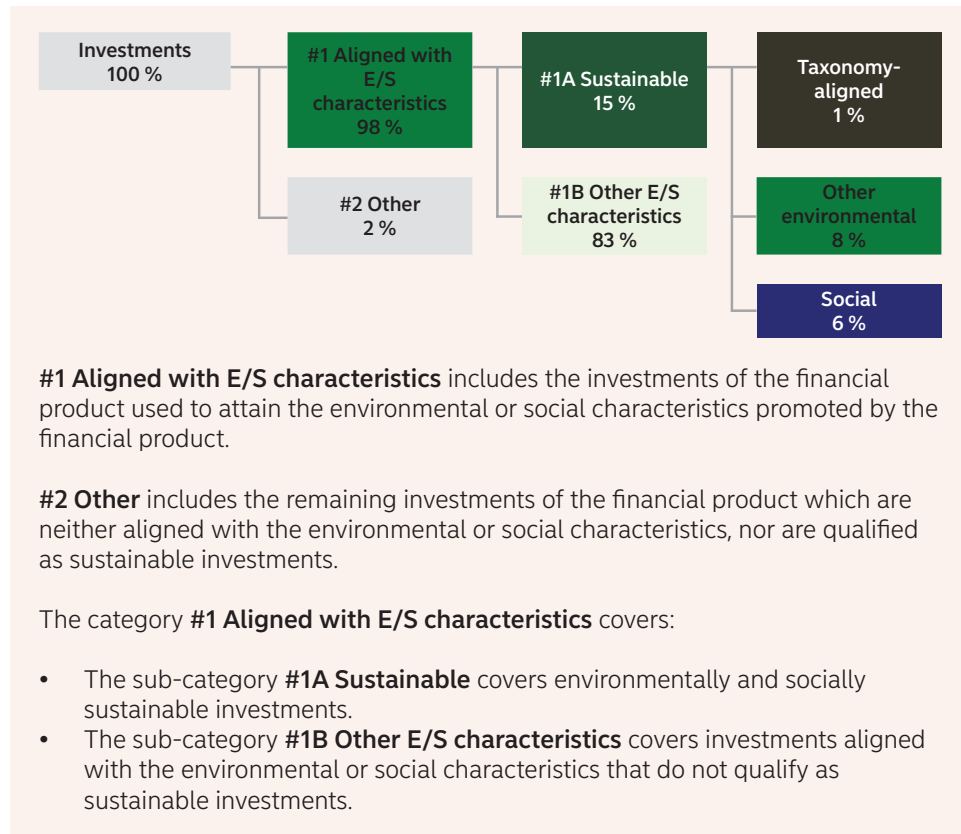 Investments
100 %
#1 Aligned with
E/S
characteristics
98 %
#1A Sustainable
15 %
Taxonomy-
aligned
1 %
#2 Other
2 %
#1B Other E/S
characteristics
83 %
Other
environmental
8 %
Social
6 %
#1 Aligned with E/S characteristics includes the investments of the financial
product used to attain the environmental or social characteristics promoted by the
financial product.
#2 Other includes the remaining investments of the financial product which are
neither aligned with the environmental or social characteristics, nor are qualified
as sustainable investments.
The category #1 Aligned with E/S characteristics covers:
• The sub-category #1A Sustainable covers environmentally and socially
sustainable investments.
• The sub-category #1B Other E/S characteristics covers investments aligned
with the environmental or social characteristics that do not qualify as
sustainable investments.